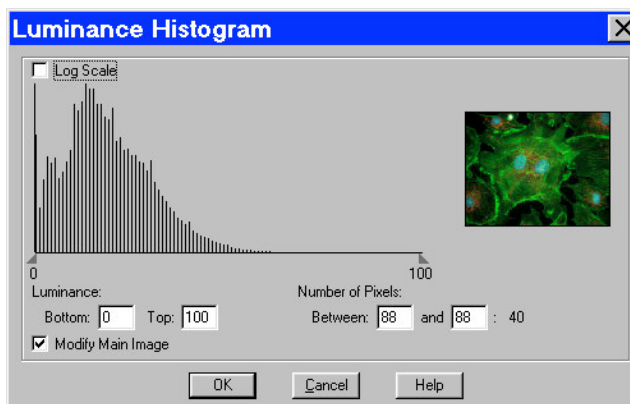 Luminance Histogram
Log Scale
0 100
Luminance: Number of Pixels:
Bottom: 0 Top: 100 Between: 88 and 88 : 40
Modify Main Image
OK Cancel Help